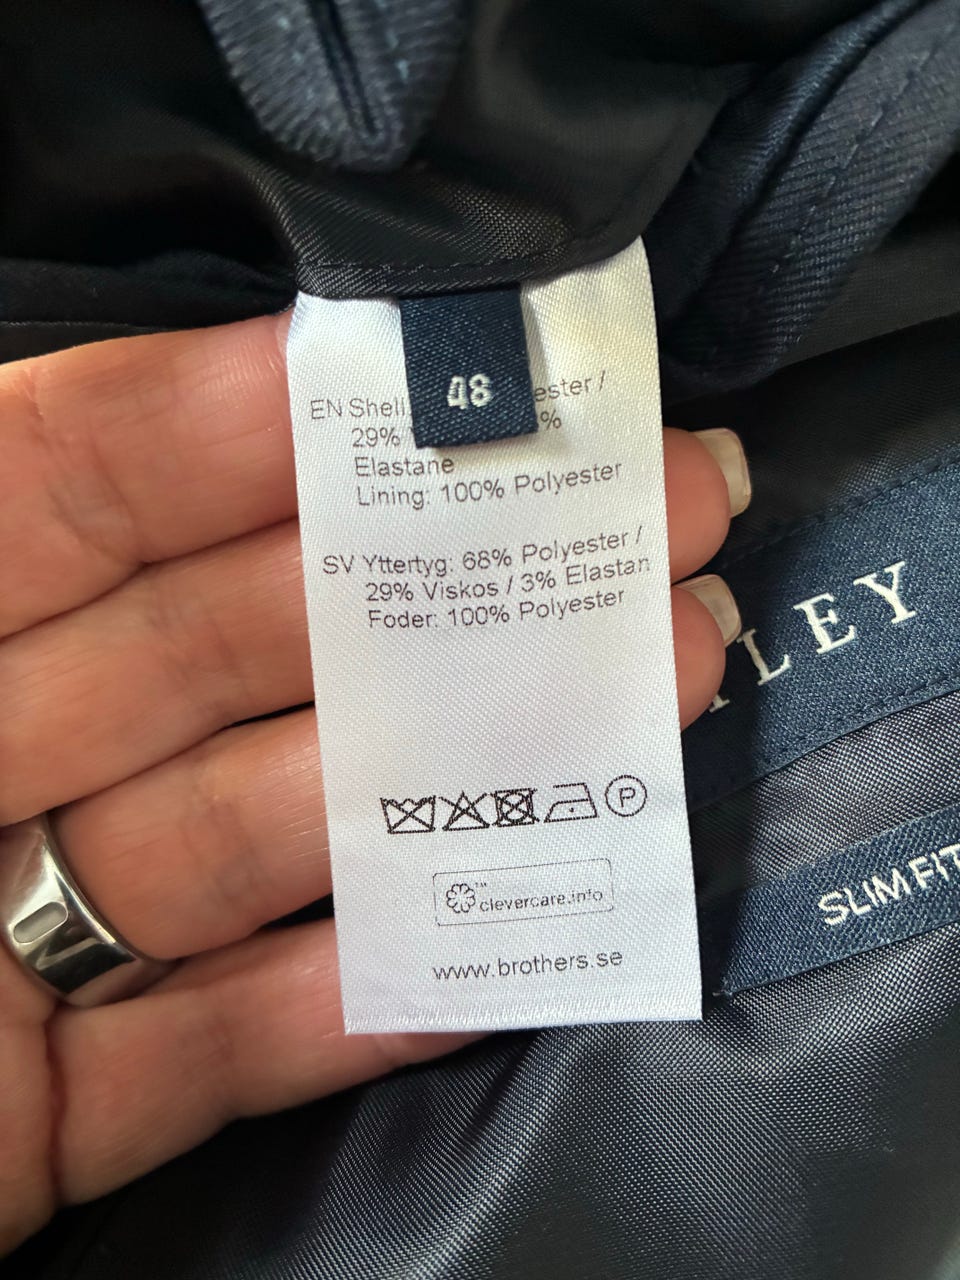 48
EN Shell: ester /
29% %
Elastane
Lining: 100% Polyester
SV Yttertyg: 68% Polyester /
29% Viskos / 3% Elastan
Foder: 100% Polyester
P
™
clevercare.info
www.brothers.se
LEY
SLIM FIT